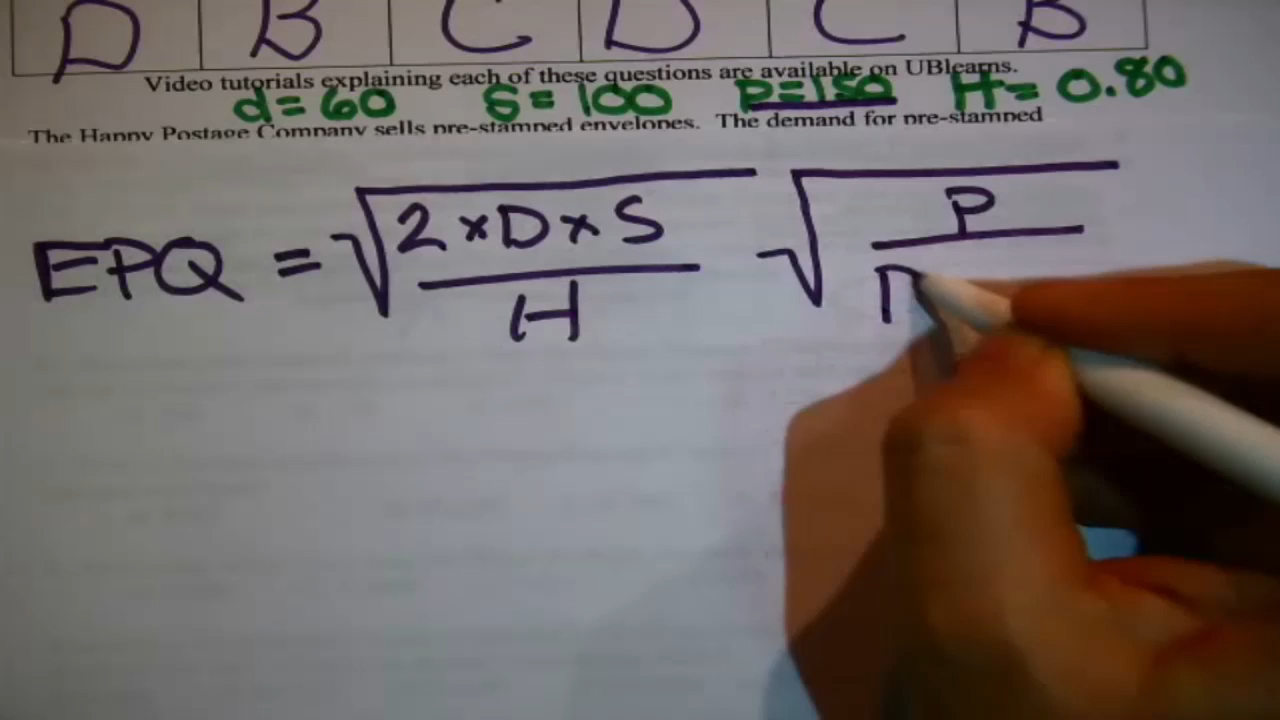 D B C D C B
Video tutorials explaining each of these questions are available on UBlearns.
d=60 S=100 P=150 H=0.80
The Happy Postage Company sells pre-stamped envelopes. The demand for pre-stamped
EPQ = √ 2×D×S / H √ P / P